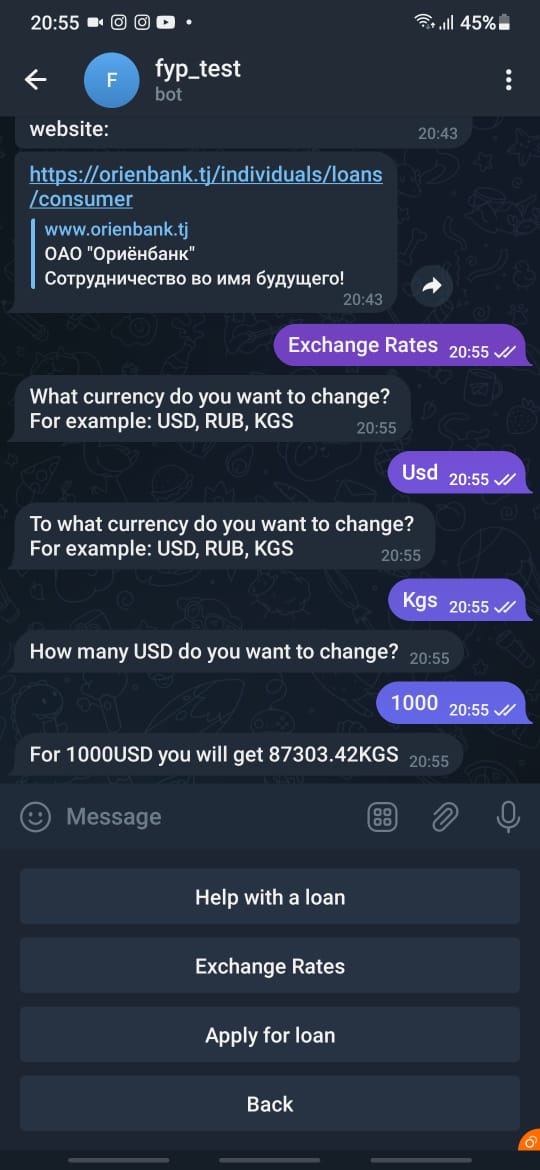 20:55
45%
F
fyp_test
bot
website:
20:43
https://orienbank.tj/individuals/loans
/consumer
www.orienbank.tj
ОАО "Ориёнбанк"
Сотрудничество во имя будущего!
20:43
Exchange Rates 20:55
What currency do you want to change?
For example: USD, RUB, KGS 20:55
Usd 20:55
To what currency do you want to change?
For example: USD, RUB, KGS 20:55
Kgs 20:55
How many USD do you want to change? 20:55
1000 20:55
For 1000USD you will get 87303.42KGS 20:55
Message
Help with a loan
Exchange Rates
Apply for loan
Back